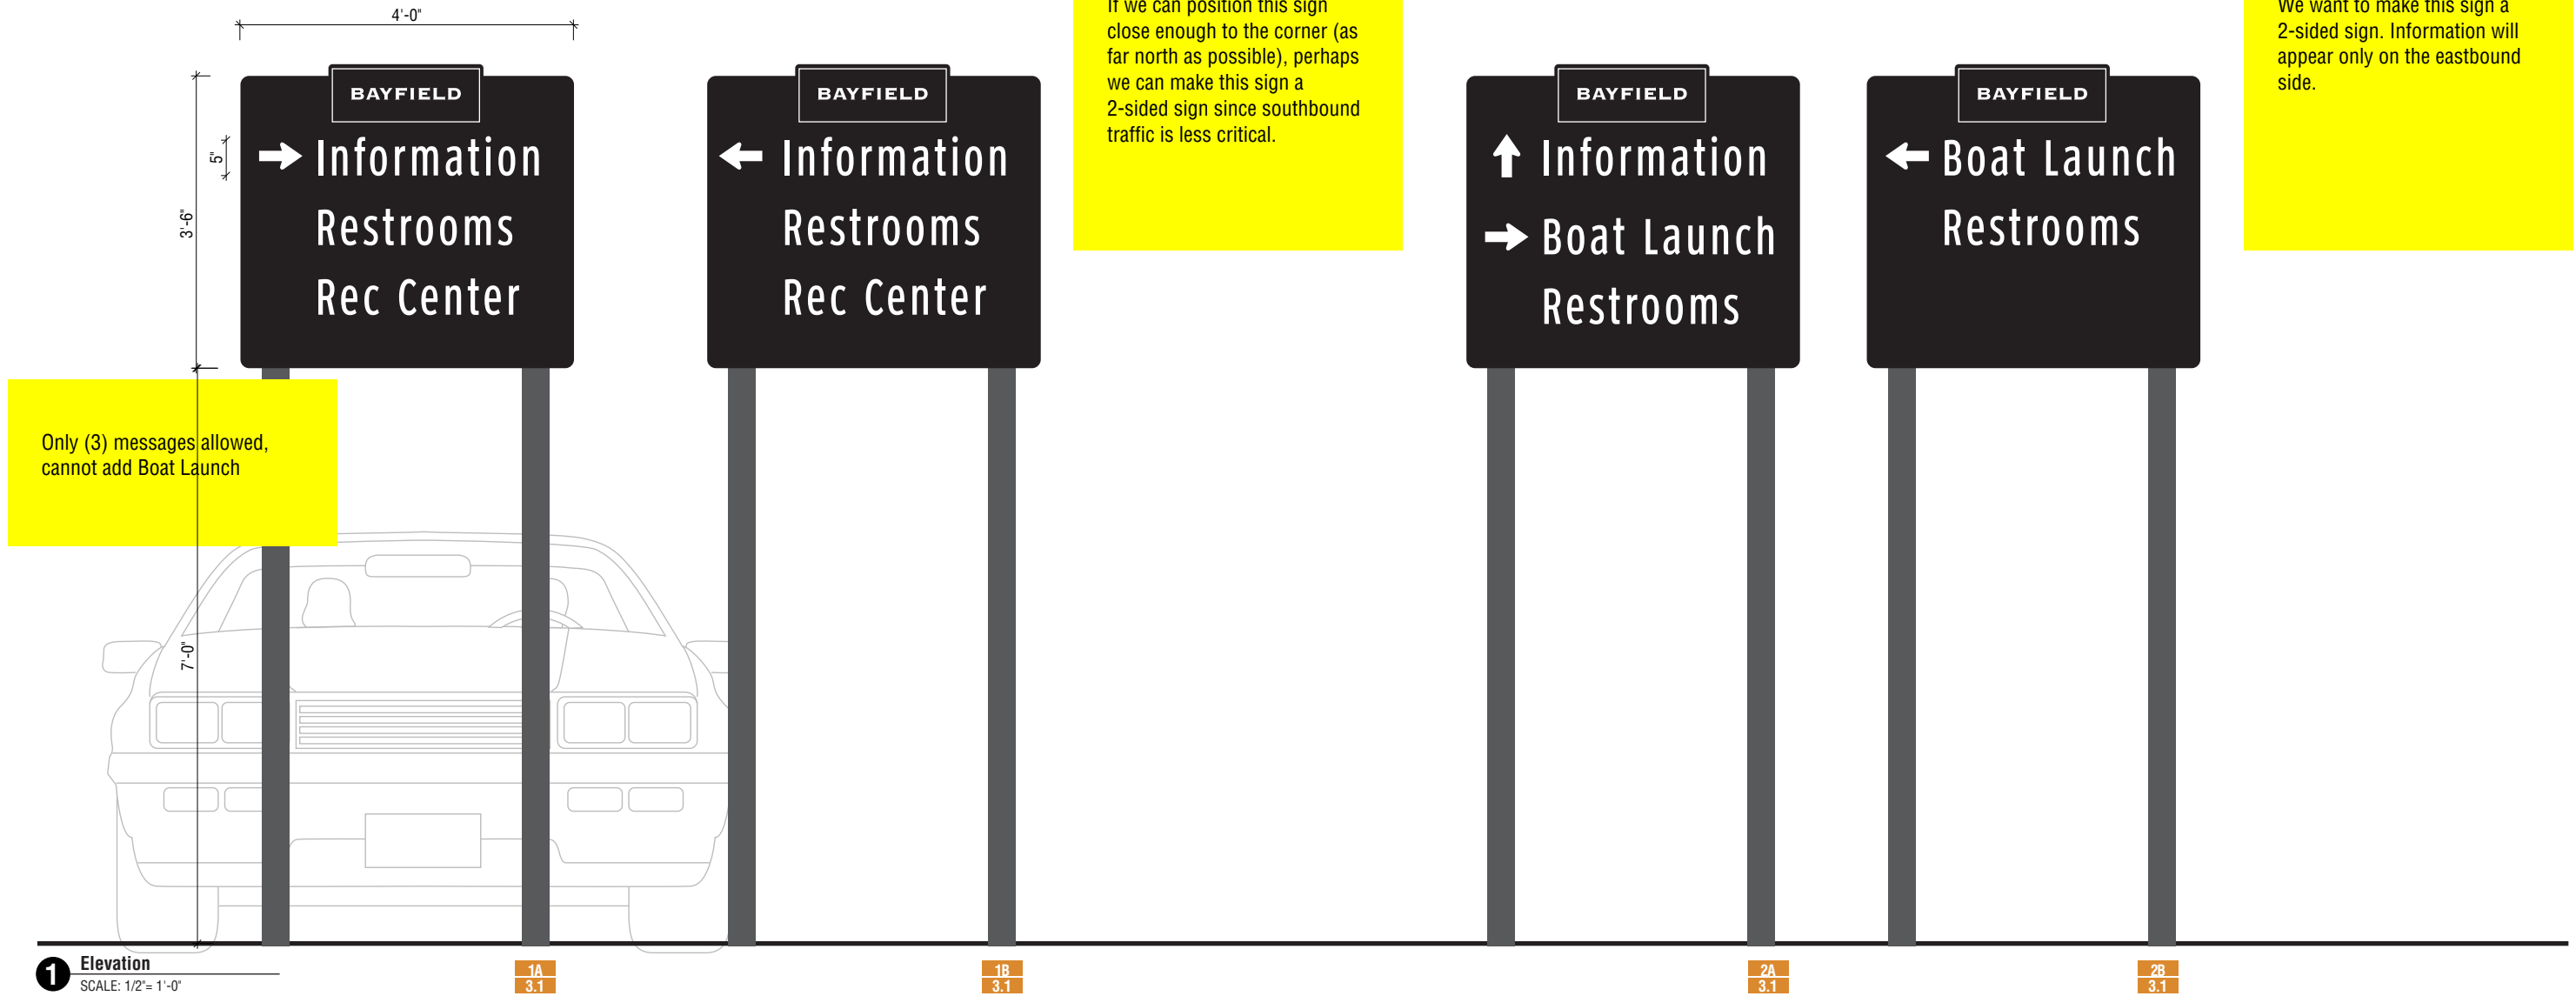 4'-0"
If we can position this sign
close enough to the corner (as
far north as possible), perhaps
we can make this sign a
2-sided sign since southbound
traffic is less critical.
We want to make this sign a
2-sided sign. Information will
appear only on the eastbound
side.
BAYFIELD
Information
Restrooms
Rec Center
BAYFIELD
Information
Restrooms
Rec Center
BAYFIELD
Information
Boat Launch
Restrooms
BAYFIELD
Boat Launch
Restrooms
5"
3'-6"
Only (3) messages allowed,
cannot add Boat Launch
7'-0"
1 Elevation
SCALE: 1/2"= 1'-0"
1A
3.1
1B
3.1
2A
3.1
2B
3.1